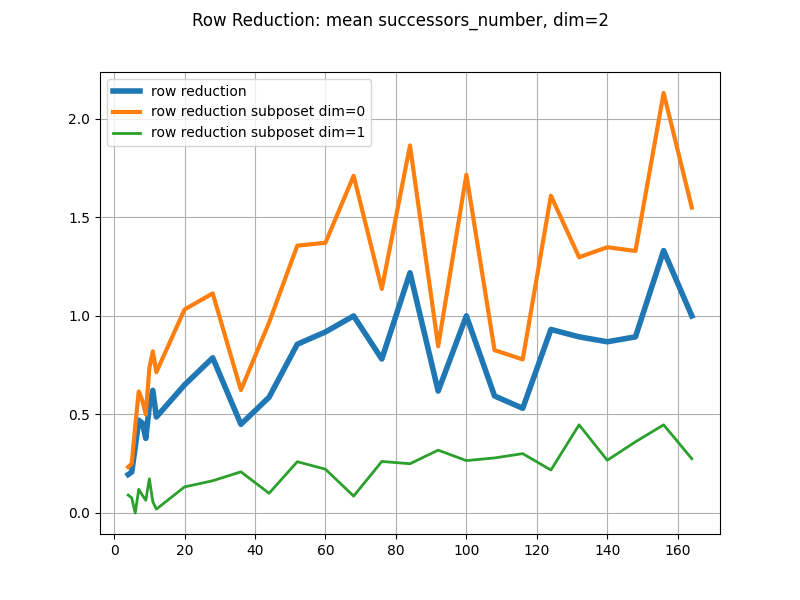 Row Reduction: mean successors_number, dim=2
row reduction
row reduction subposet dim=0
row reduction subposet dim=1
2.0
1.5
1.0
0.5
0.0
0 20 40 60 80 100 120 140 160